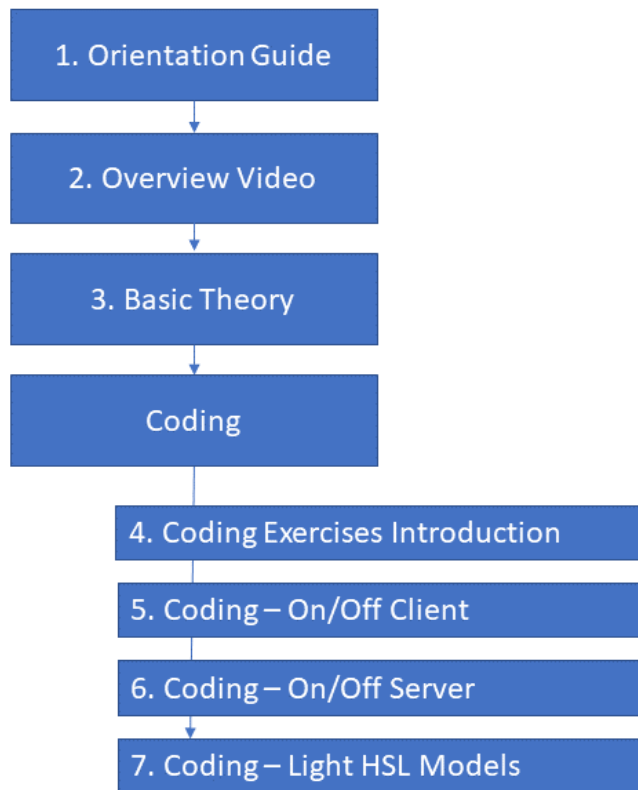 1. Orientation Guide
2. Overview Video
3. Basic Theory
Coding
4. Coding Exercises Introduction
5. Coding – On/Off Client
6. Coding – On/Off Server
7. Coding – Light HSL Models